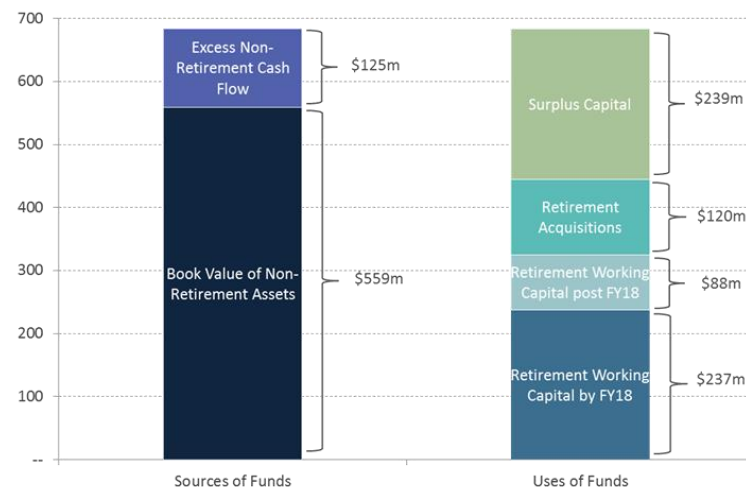 700
600
500
400
300
200
100
--
Excess Non-
Retirement Cash
Flow
$125m
Book Value of Non-
Retirement Assets
$559m
Surplus Capital
$239m
Retirement
Acquisitions
$120m
Retirement Working
Capital post FY18
$88m
Retirement Working
Capital by FY18
$237m
Sources of Funds
Uses of Funds